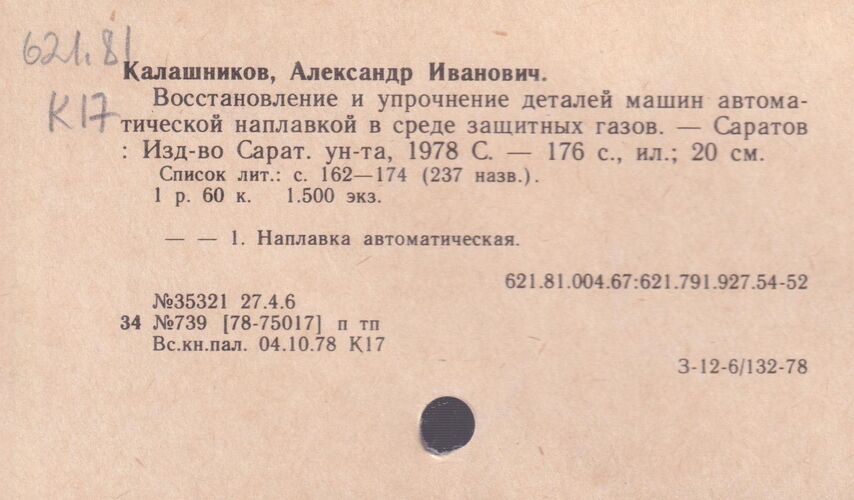 621.81
К17
Калашников, Александр Иванович.
Восстановление и упрочнение деталей машин автома-
тической наплавкой в среде защитных газов. — Саратов
: Изд-во Сарат. ун-та, 1978 С. — 176 с., ил.; 20 см.
Список лит.: с. 162—174 (237 назв.).
1 р. 60 к. 1.500 экз.
— — 1. Наплавка автоматическая.
621.81.004.67:621.791.927.54-52
№35321 27.4.6
34 №739 [78-75017] п тп
Вс.кн.пал. 04.10.78 К17
З-12-6/132-78